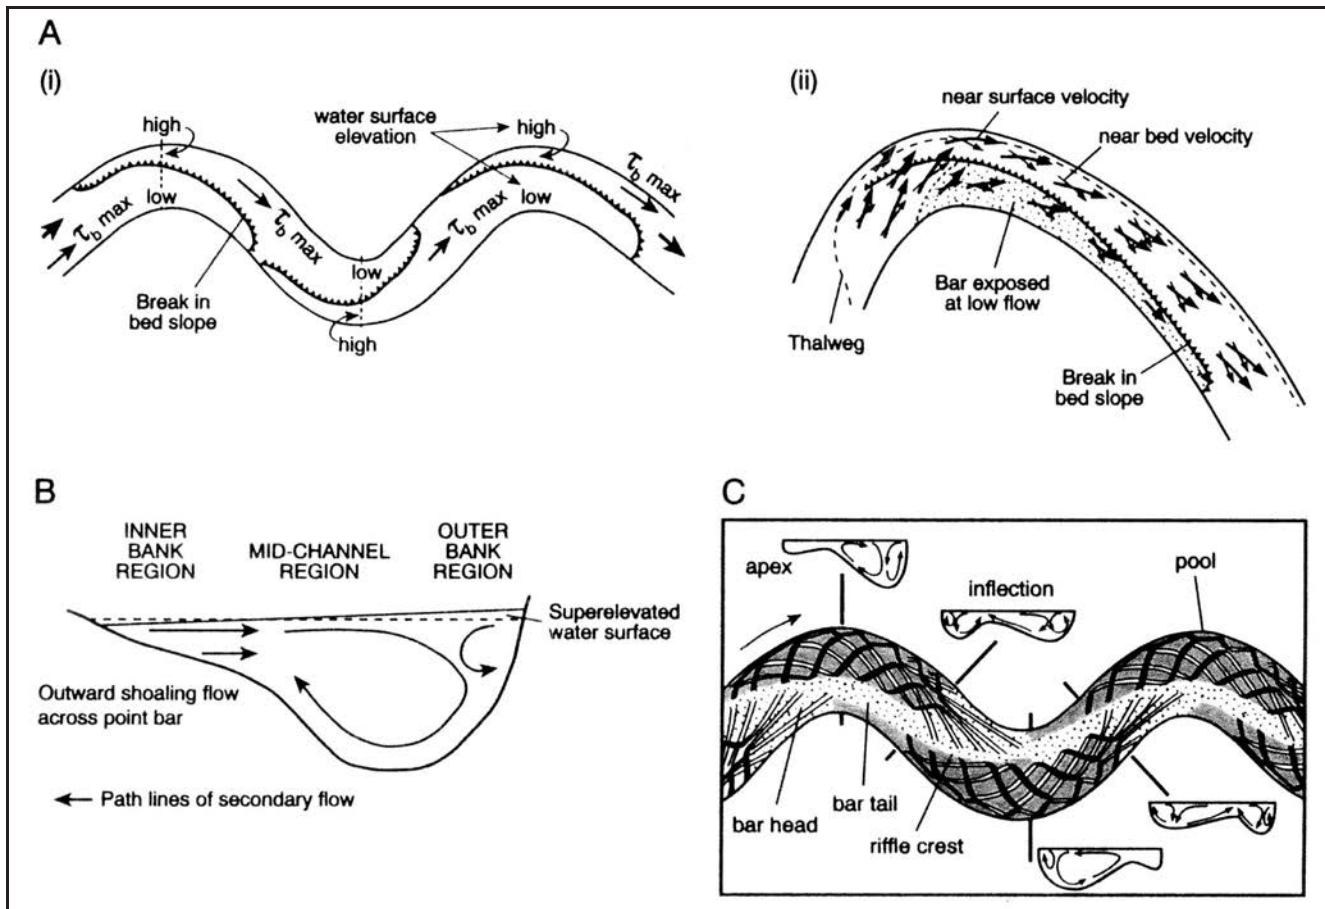 A
(i)
high
water surface
elevation
high
τb max
low
low
τb max
τb max
τb max
low
Break in
bed slope
high
(ii)
near surface velocity
near bed velocity
Bar exposed
at low flow
Thalweg
Break in
bed slope
B
INNER
BANK
REGION
MID-CHANNEL
REGION
OUTER
BANK
REGION
Superelevated
water surface
Outward shoaling flow
across point bar
Path lines of secondary flow
C
apex
inflection
pool
bar head
bar tail
riffle crest